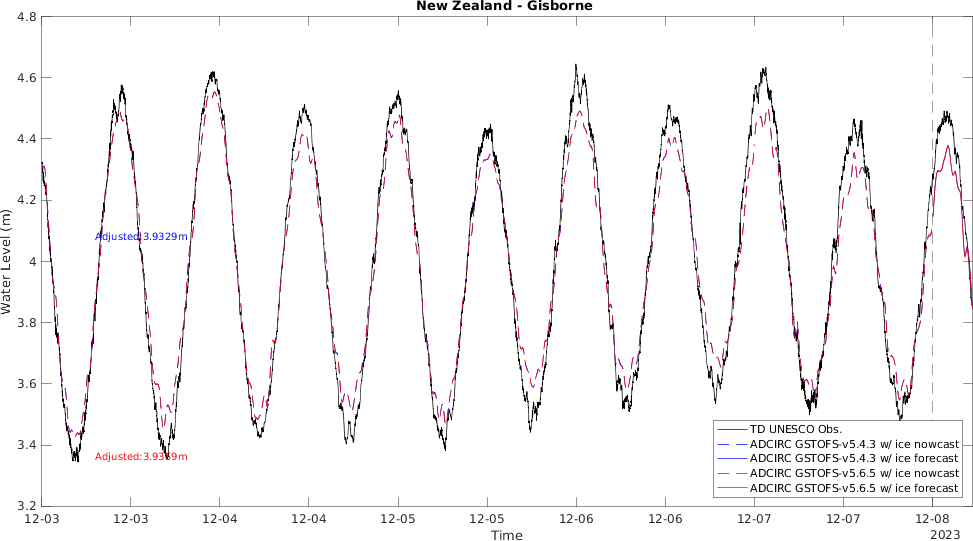 New Zealand - Gisborne
4.8
4.6
4.4
4.2
4
3.8
3.6
3.4
3.2
Water Level (m)
Adjusted:3.9329m
Adjusted:3.9369m
TD UNESCO Obs.
ADCIRC GSTOFS-v5.4.3 w/ ice nowcast
ADCIRC GSTOFS-v5.4.3 w/ ice forecast
ADCIRC GSTOFS-v5.6.5 w/ ice nowcast
ADCIRC GSTOFS-v5.6.5 w/ ice forecast
12-03 12-03 12-04 12-04 12-05 12-05 12-06 12-06 12-07 12-07 12-08
2023
Time